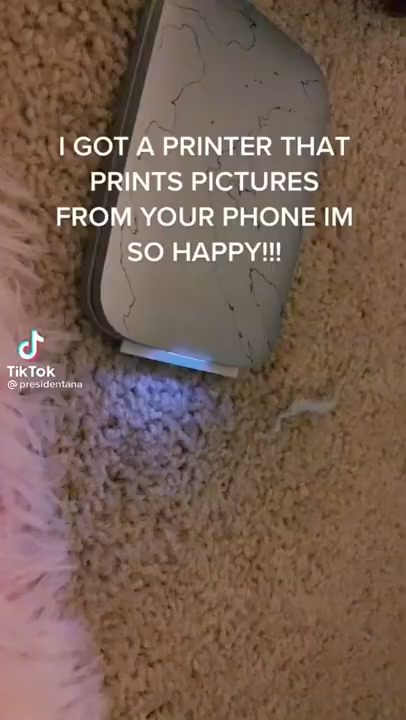 I GOT A PRINTER THAT
PRINTS PICTURES
FROM YOUR PHONE IM
SO HAPPY!!!
TikTok
@presidentana